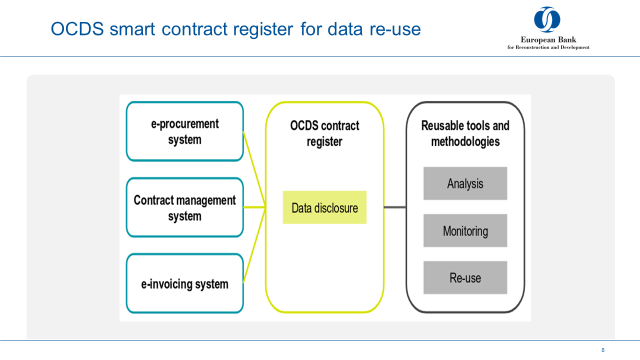 OCDS smart contract register for data re-use
European Bank
for Reconstruction and Development
e-procurement
system
Contract management
system
e-invoicing system
OCDS contract
register
Data disclosure
Reusable tools and
methodologies
Analysis
Monitoring
Re-use